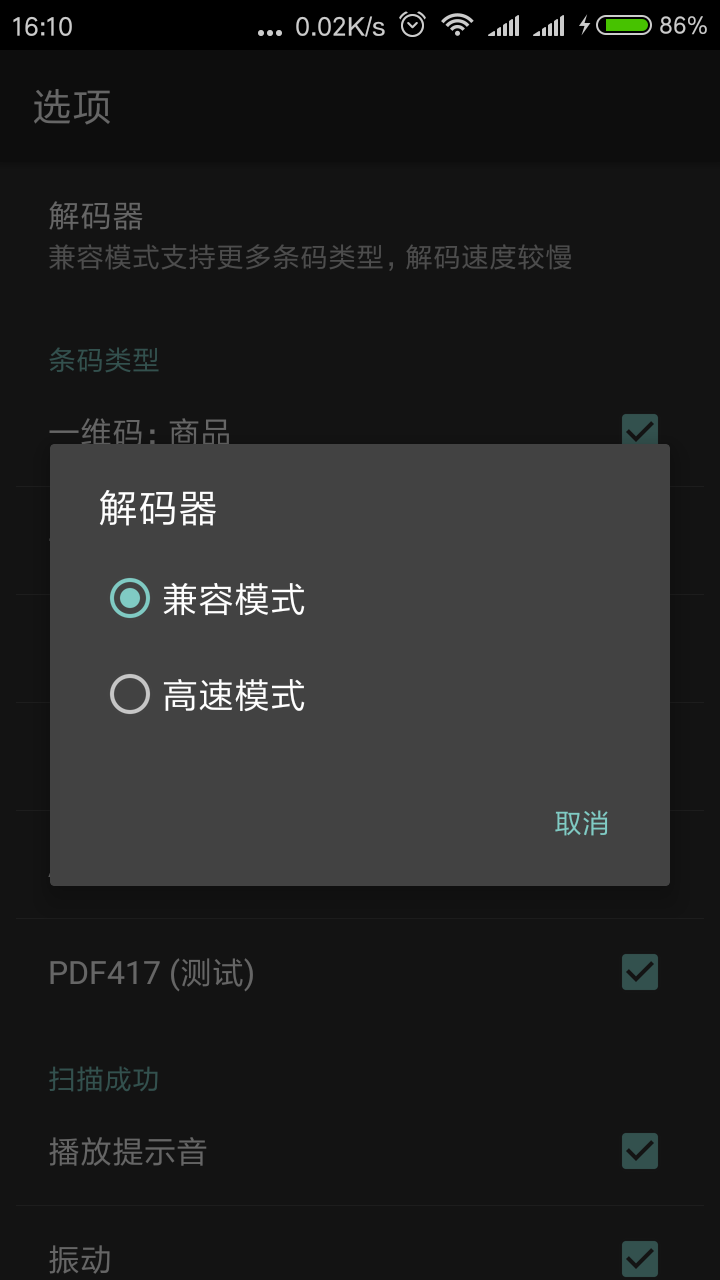 16:10 ... 0.02K/s 86%
选项
解码器
兼容模式支持更多条码类型, 解码速度较慢
条码类型
一维码: 商品
解码器
兼容模式
高速模式
取消
PDF417 (测试)
扫描成功
播放提示音
振动